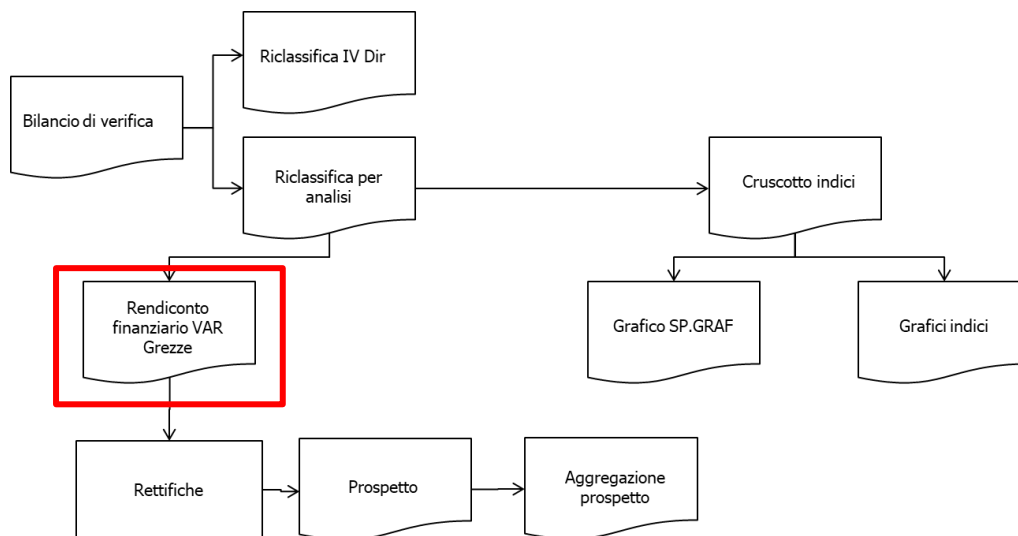 Riclassifica IV Dir
Bilancio di verifica
Riclassifica per
analisi
Cruscotto indici
Rendiconto
finanziario VAR
Grezze
Grafico SP.GRAF
Grafici indici
Rettifiche
Prospetto
Aggregazione
prospetto